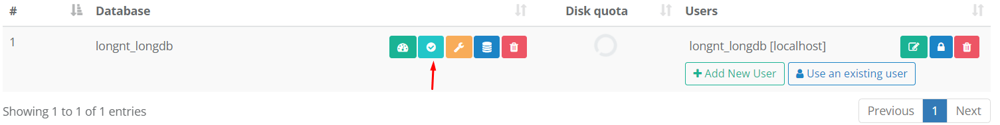 # Database Disk quota Users
1 longnt_longdb longnt_longdb [localhost]
+ Add New User Use an existing user
Showing 1 to 1 of 1 entries Previous 1 Next